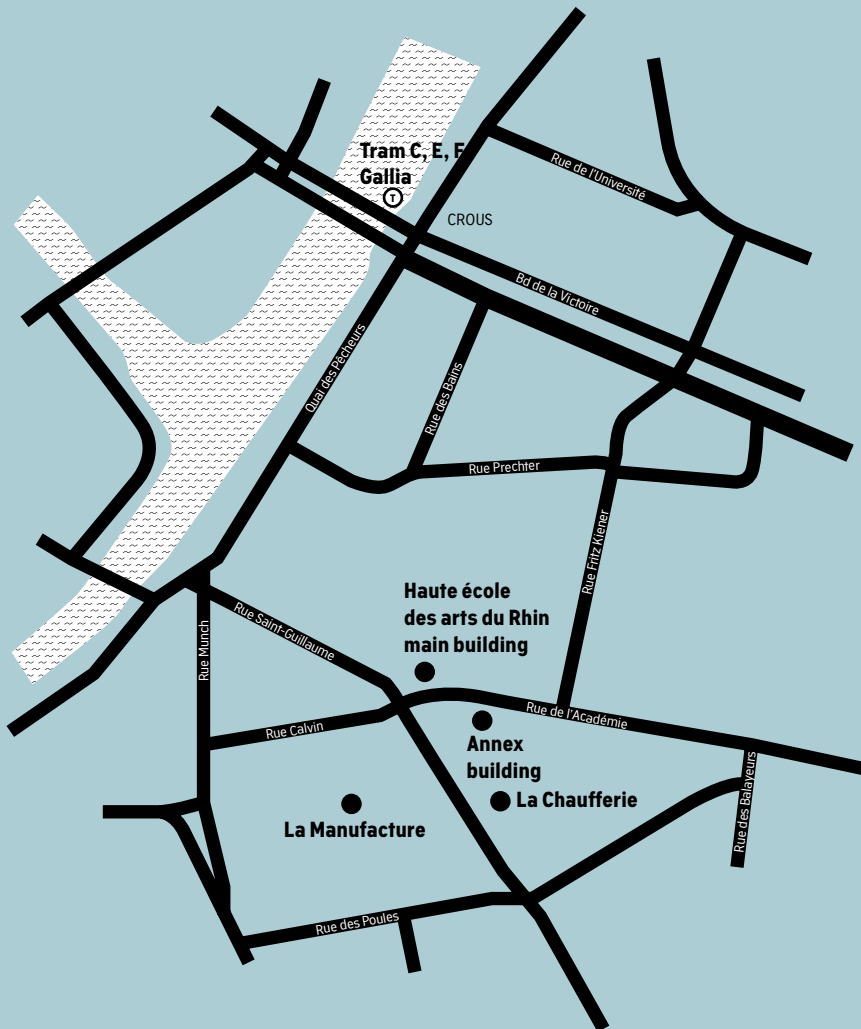 Tram C, E, F
Gallia
T
Rue de l'Université
CROUS
Bd de la Victoire
Quai des Pêcheurs
Rue des Bains
Rue Prechter
Rue Fritz Kiener
Haute école
des arts du Rhin
main building
Rue Saint-Guillaume
Rue Munch
Rue de l'Académie
Rue Calvin
Annex
building
La Chaufferie
Rue des Balayeurs
La Manufacture
Rue des Poules